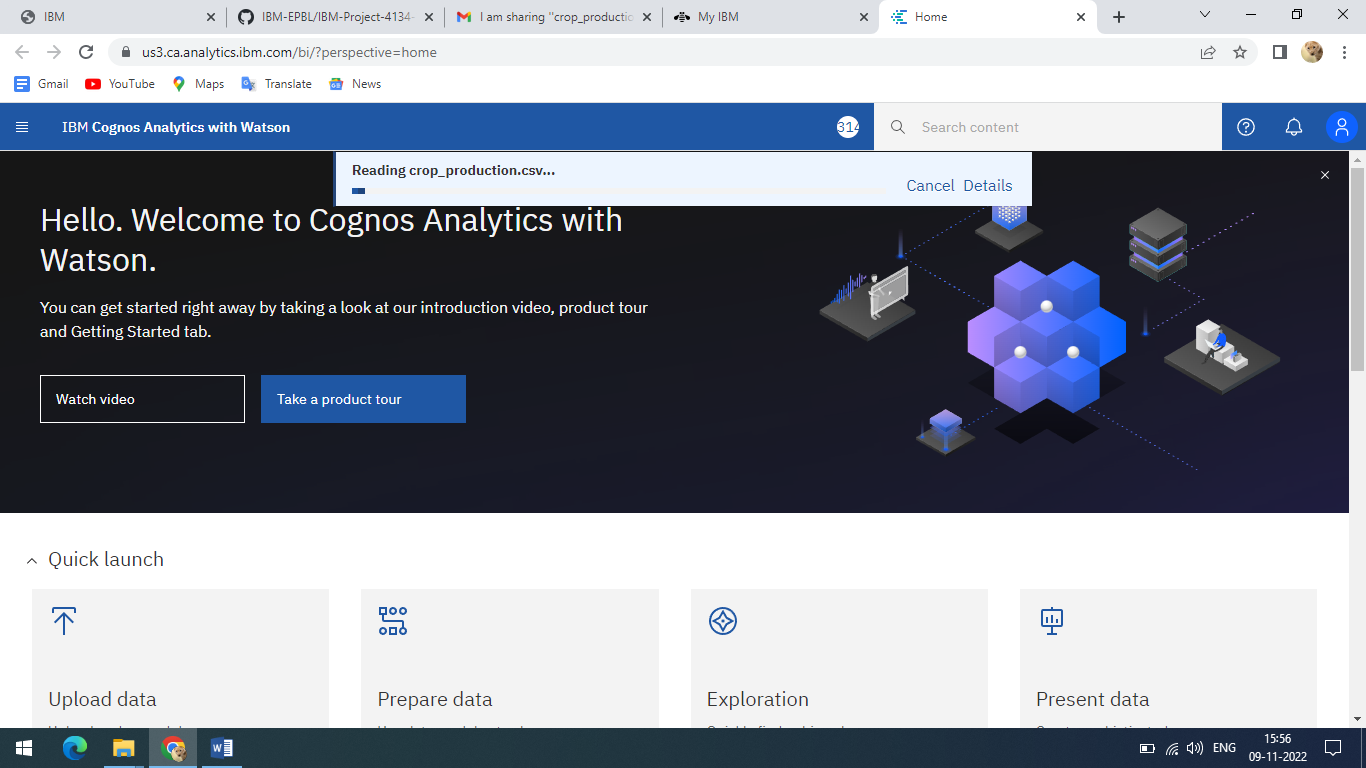 IBM
IBM-EPBL/IBM-Project-4134-
I am sharing "crop_productio
My IBM
Home
us3.ca.analytics.ibm.com/bi/?perspective=home
Gmail
YouTube
Maps
Translate
News
IBM Cognos Analytics with Watson
314
Search content
Reading crop_production.csv...
Cancel Details
Hello. Welcome to Cognos Analytics with
Watson.
You can get started right away by taking a look at our introduction video, product tour
and Getting Started tab.
Watch video
Take a product tour
Quick launch
Upload data
Prepare data
Exploration
Present data
ENG
15:56
09-11-2022